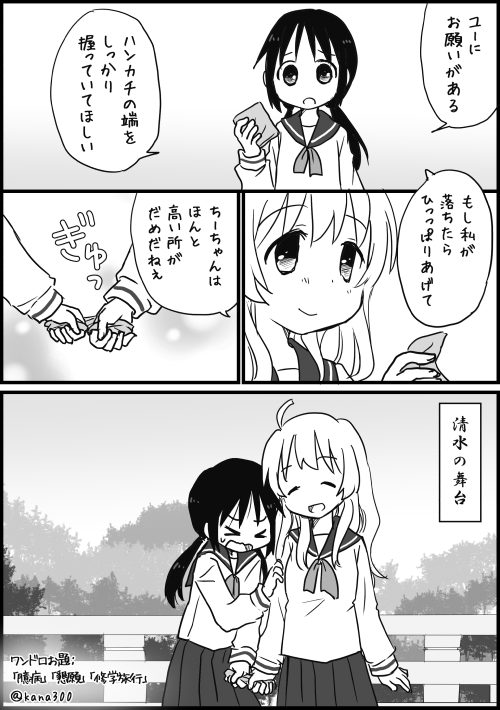 ユーに
お願いがある
ハンカチの端を
しっかり
握っていてほしい
もし私が
落ちたら
ひっぱりあげて
ちーちゃんは
ほんと
高い所が
だめだねぇ
ぎゅっ
清水の舞台
ワンドロお題;
「臆病」「懇願」「修学旅行」
@kana300